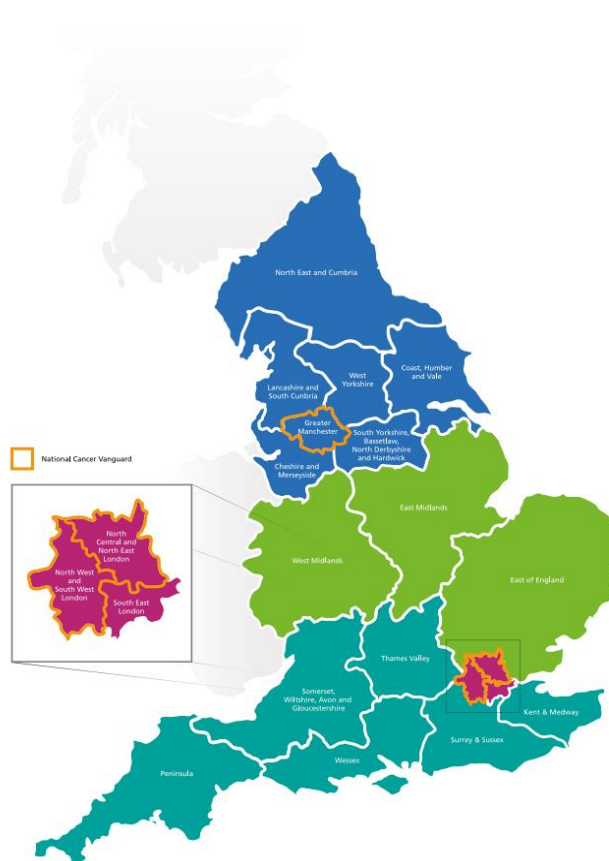 North East and Cumbria
Coast, Humber
and Vale
West
Yorkshire
Lancashire and
South Cunbria
Greater
Manchester
South Yorkshire,
Bassetlaw,
North Derbyshire
and Hardwick
Cheshire and
Merseyside
National Cancer Vanguard
North
Central and
North East
London
North West
and
South West
London
South East
London
East Midlands
West Midlands
East of England
Thames Valley
Somerset,
Wiltshire, Avon and
Gloucestershire
Kent & Medway
Surrey & Sussex
Wessex
Peninsula